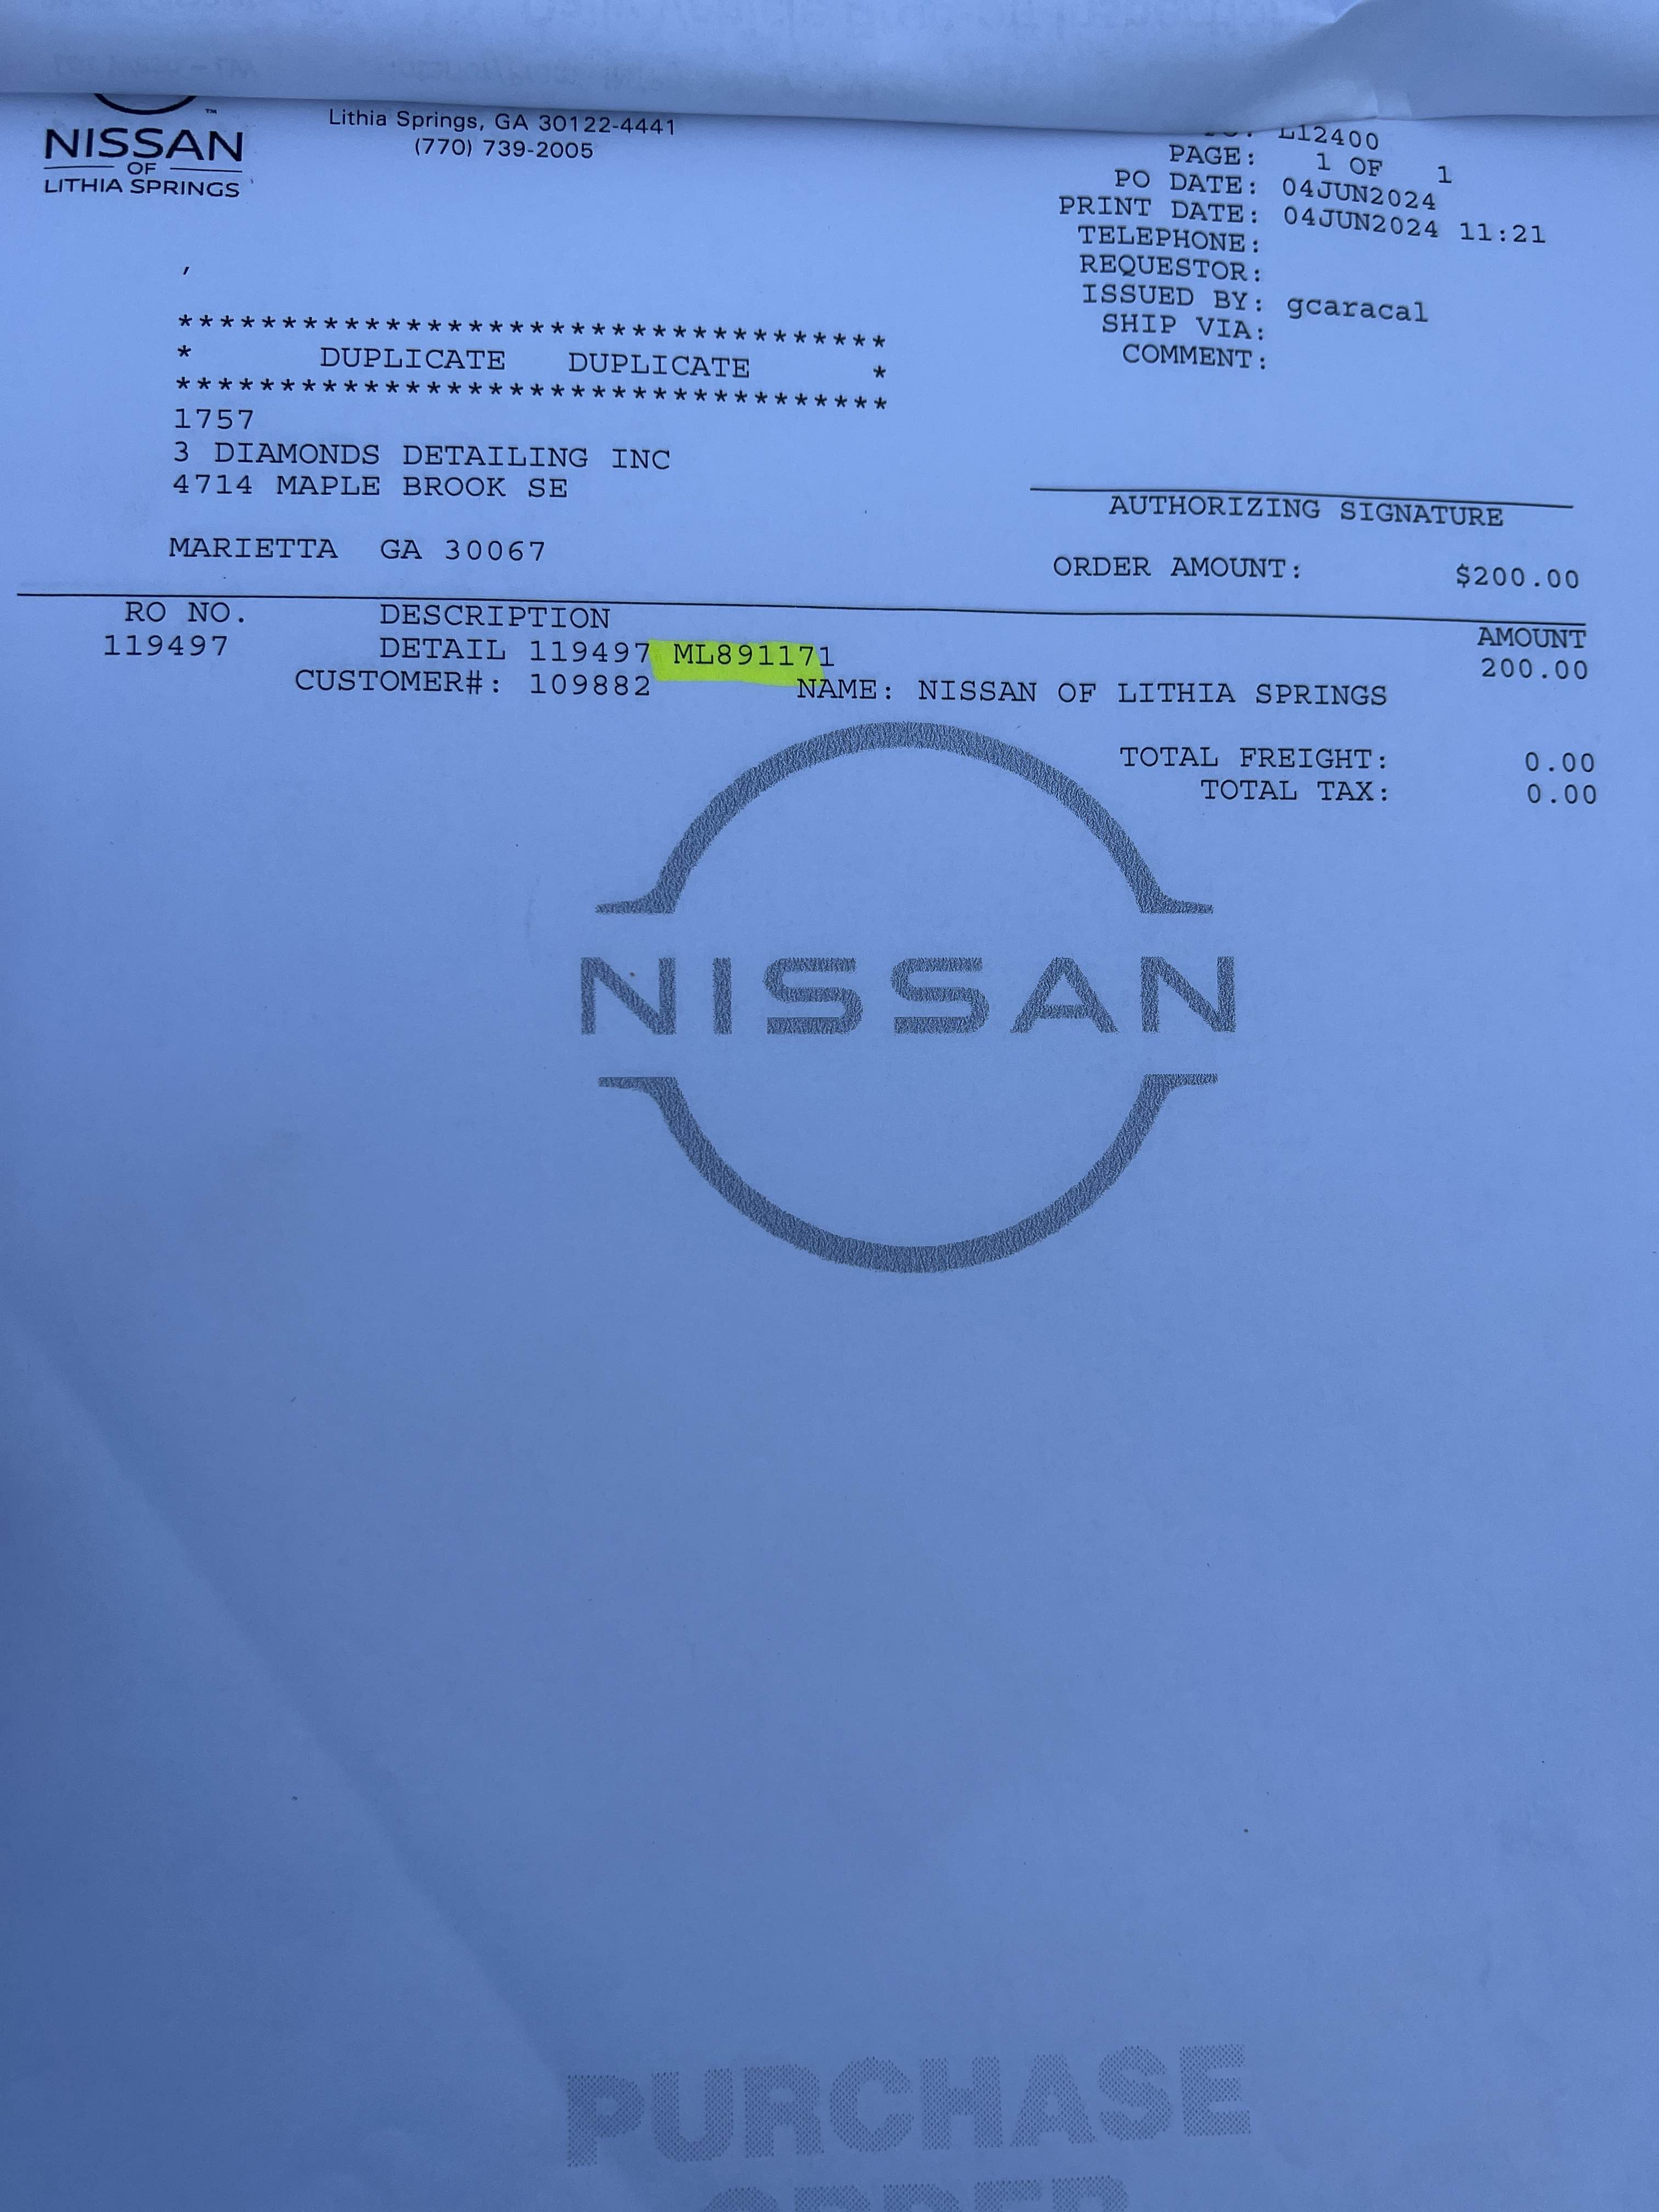 NISSAN
OF
LITHIA SPRINGS
™
Lithia Springs, GA 30122-4441
(770) 739-2005
L12400
PAGE: 1 OF 1
PO DATE: 04JUN2024
PRINT DATE: 04JUN2024 11:21
TELEPHONE:
REQUESTOR:
ISSUED BY: gcaracal
SHIP VIA:
COMMENT:
,
***********************************
* DUPLICATE DUPLICATE *
***********************************
1757
3 DIAMONDS DETAILING INC
4714 MAPLE BROOK SE
MARIETTA GA 30067
AUTHORIZING SIGNATURE
ORDER AMOUNT: $200.00
RO NO. DESCRIPTION AMOUNT
119497 DETAIL 119497 ML891171 200.00
CUSTOMER#: 109882 NAME: NISSAN OF LITHIA SPRINGS
TOTAL FREIGHT: 0.00
TOTAL TAX: 0.00
NISSAN
PURCHASE
ORDER